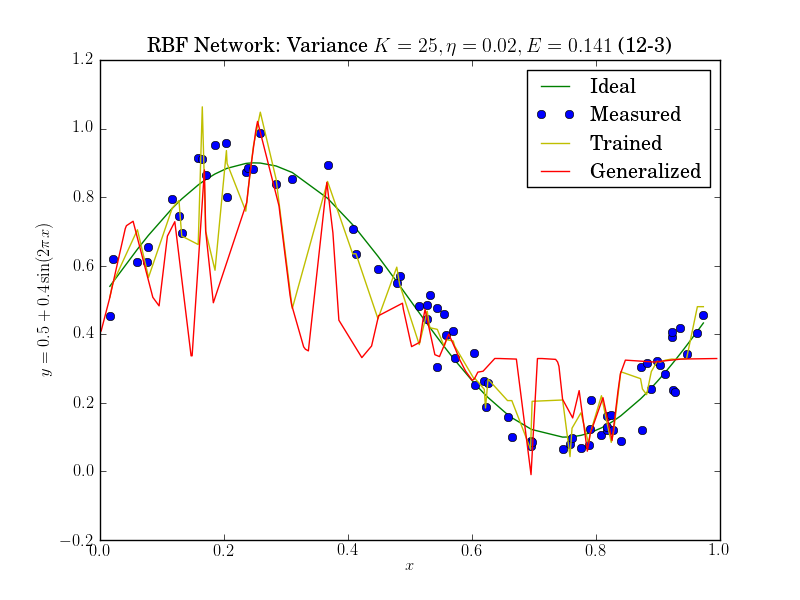 RBF Network: Variance K = 25, η = 0.02, E = 0.141 (12-3)
Ideal
Measured
Trained
Generalized
y = 0.5 + 0.4 sin(2πx)
1.2
1.0
0.8
0.6
0.4
0.2
0.0
−0.2
0.0 0.2 0.4 0.6 0.8 1.0
x